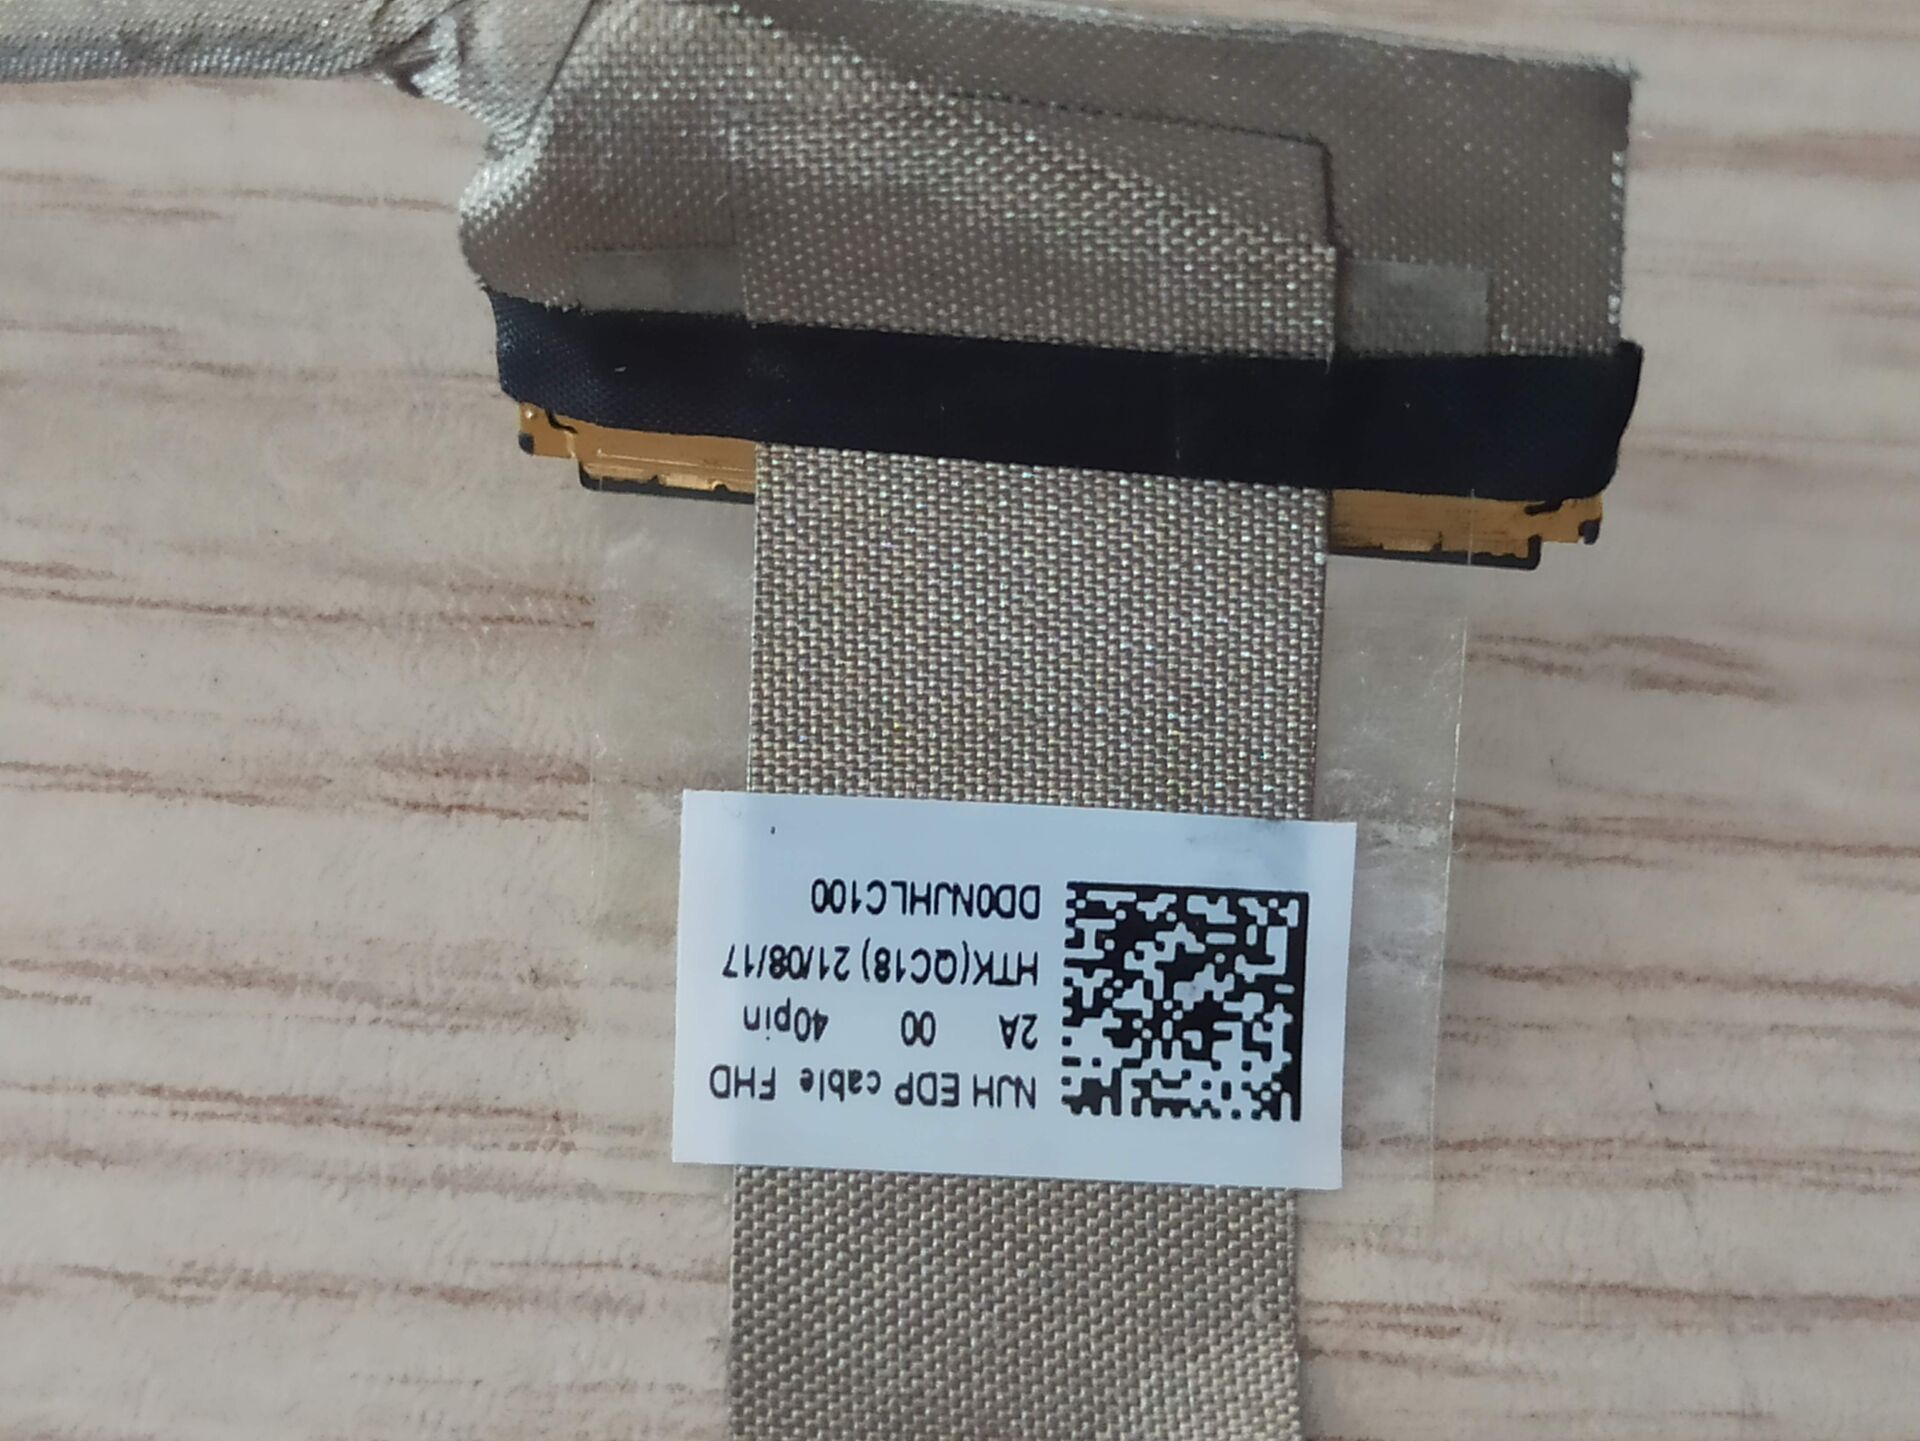 NJH EDP cable FHD
2A 00 40pin
HTK(QC18) 21/08/17
DD0NJHLC100